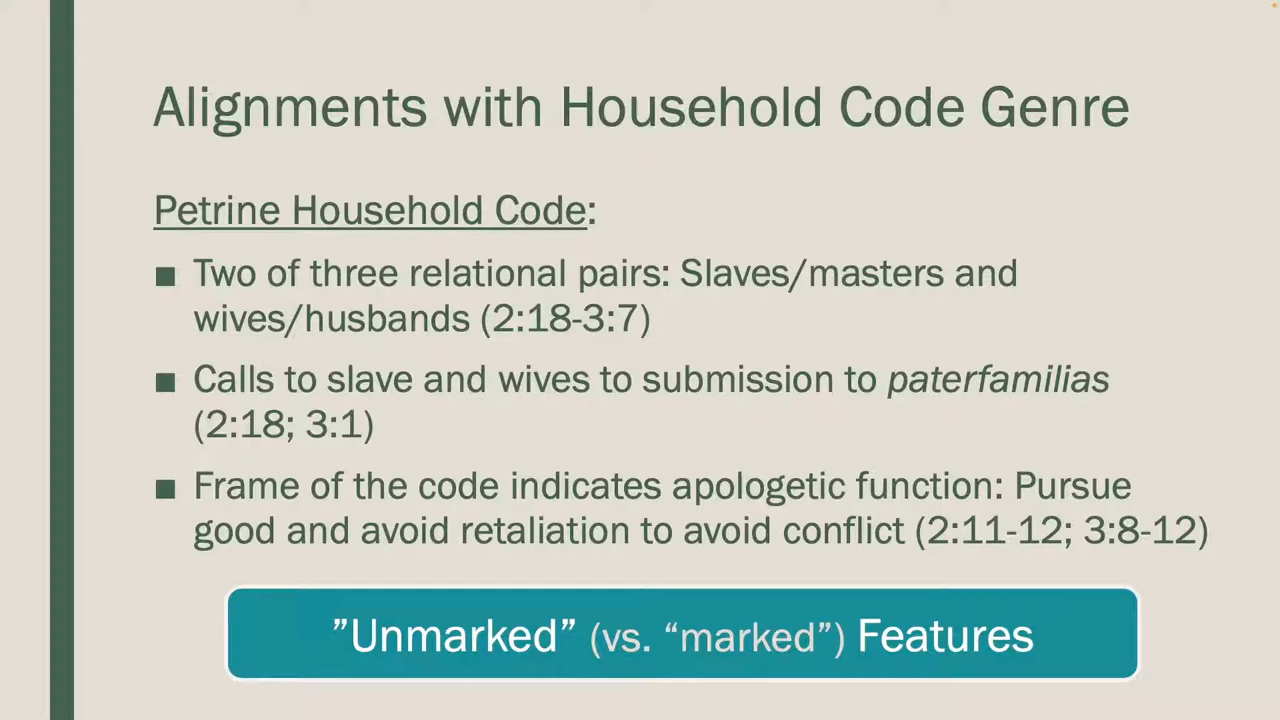 Alignments with Household Code Genre
Petrine Household Code:
■ Two of three relational pairs: Slaves/masters and
wives/husbands (2:18-3:7)
■ Calls to slave and wives to submission to paterfamilias
(2:18; 3:1)
■ Frame of the code indicates apologetic function: Pursue
good and avoid retaliation to avoid conflict (2:11-12; 3:8-12)
”Unmarked” (vs. “marked”) Features